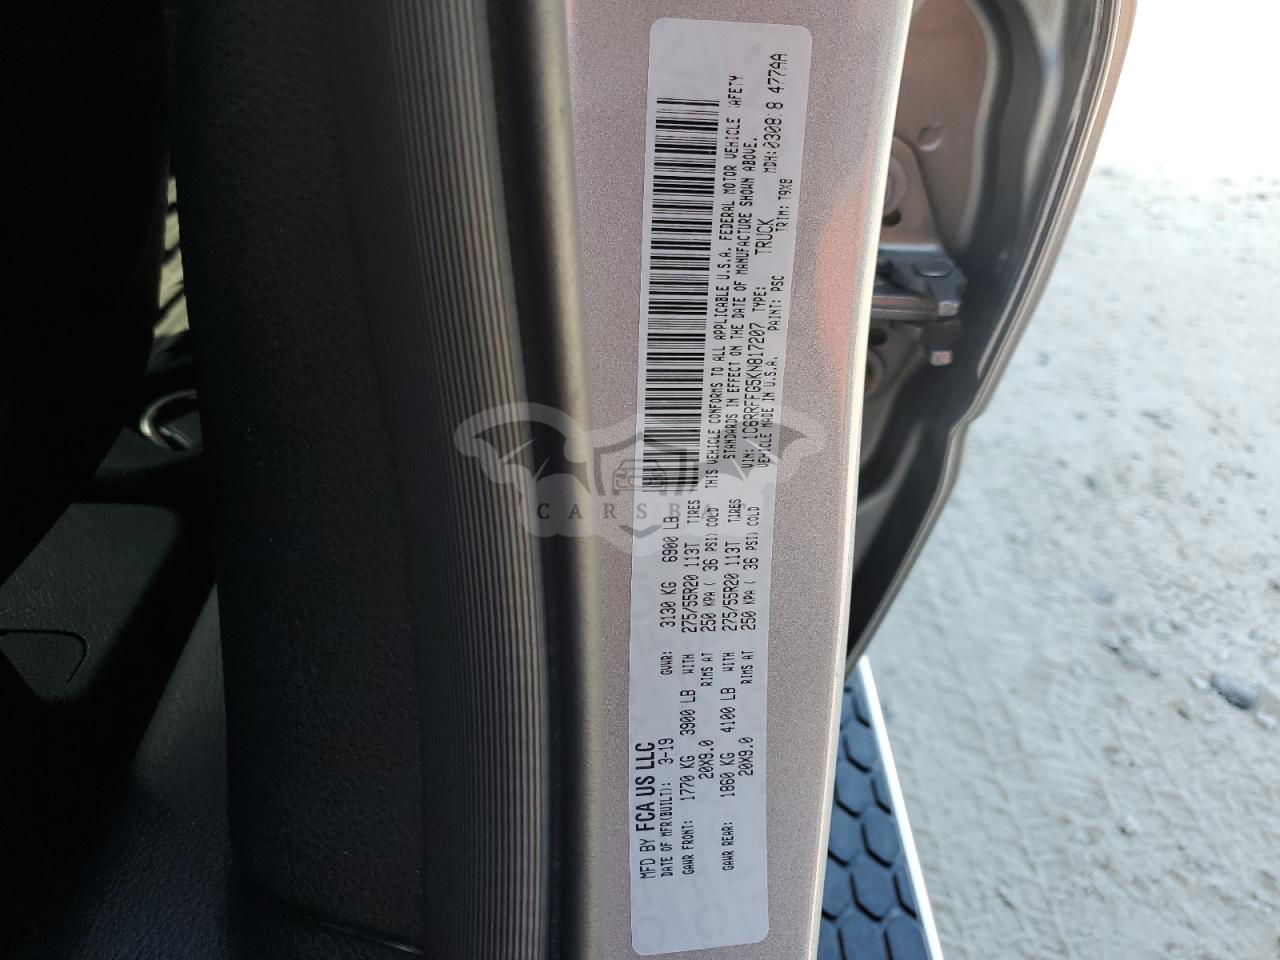 MFD BY FCA US LLC
DATE OF MFR(BUILT): 3-19 GVWR: 3130 KG 6900 LB
GAWR FRONT: 1770 KG 3900 LB WITH 275/55R20 113T TIRES
20X9.0 RIMS AT 250 KPA ( 36 PSI) COLD
GAWR REAR: 1860 KG 4100 LB WITH 275/55R20 113T TIRES
20X9.0 RIMS AT 250 KPA ( 36 PSI) COLD
THIS VEHICLE CONFORMS TO ALL APPLICABLE U.S.A. FEDERAL MOTOR VEHICLE SAFETY
STANDARDS IN EFFECT ON THE DATE OF MANUFACTURE SHOWN ABOVE.
VIN: 1C6RRFFG5KN817207 TYPE: TRUCK MDH:0308 8 477AA
VEHICLE MADE IN U.S.A. PAINT: PSC TRIM: T9X8
CARSBAT